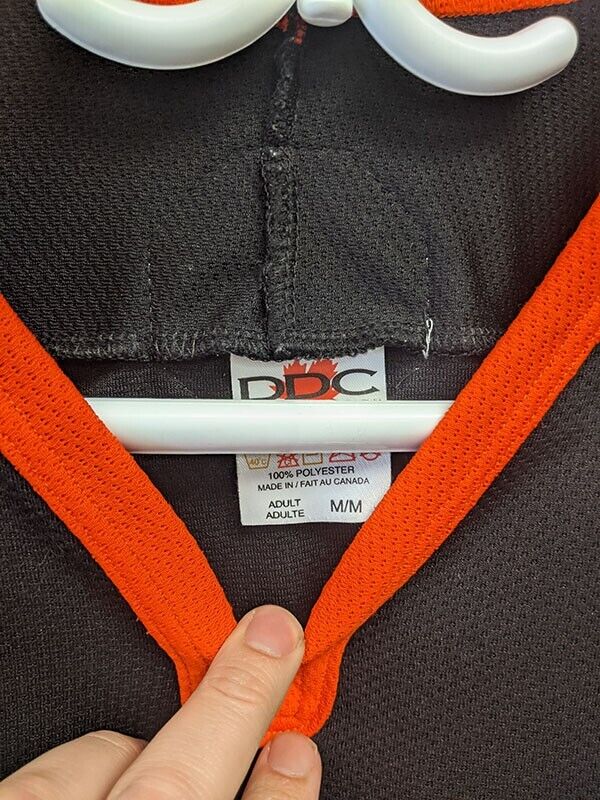 DDC
40°C
100% POLYESTER
MADE IN / FAIT AU CANADA
ADULT M/M
ADULTE